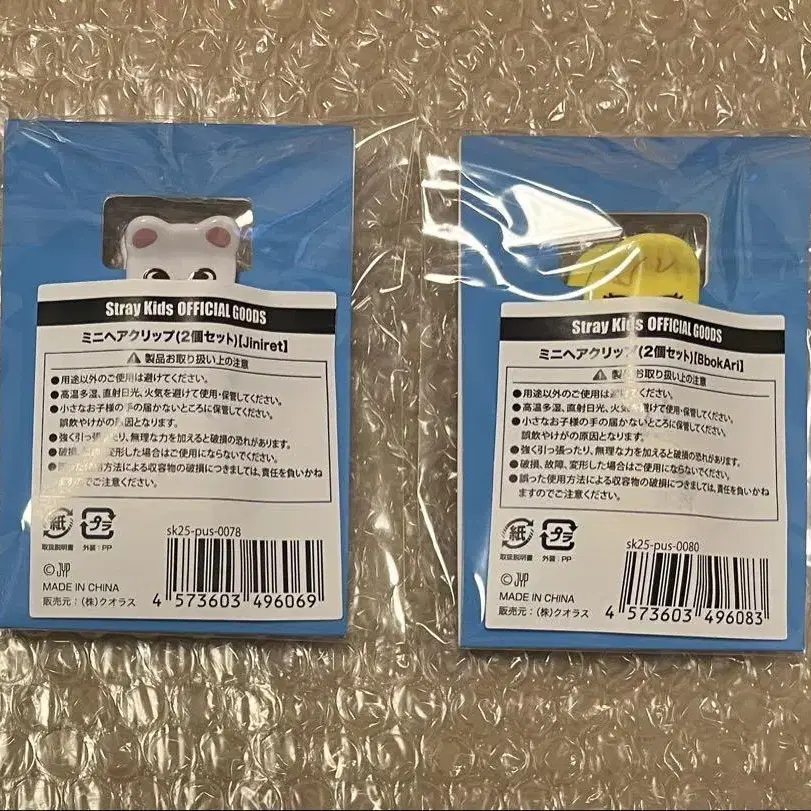 Stray Kids OFFICIAL GOODS
ミニヘアクリップ(2個セット)[Jiniret]
製品お取り扱い上の注意
●用途以外のご使用は避けてください。
●高温多湿、直射日光、火気を避けて使用・保管してください。
●小さなお子様の手の届かないところに保管してください。
誤飲やけがの原因となります。
●強く引っ張ったり、無理な力を加えると破損の恐れがあります。
●破損、故障、変形した場合はご使用にならないでください。
●誤った使用方法による収容物の破損につきましては、責任を負いかね
ますのでご注意ください。
紙
プラ
取扱説明書
外装:PP
sk25-pus-0078
©JYP
MADE IN CHINA
販売元:(株)クオラス
4 573603 496069
Stray Kids OFFICIAL GOODS
ミニヘアクリップ(2個セット)[BbokAri]
製品お取り扱い上の注意
●用途以外のご使用は避けてください。
●高温多湿、直射日光、火気を避けて使用・保管してください。
●小さなお子様の手の届かないところに保管してください。
誤飲やけがの原因となります。
●強く引っ張ったり、無理な力を加えると破損の恐れがあります。
●破損、故障、変形した場合はご使用にならないでください。
●誤った使用方法による収容物の破損につきましては、責任を負いかね
ますのでご注意ください。
紙
プラ
取扱説明書
外装:PP
sk25-pus-0080
©JYP
MADE IN CHINA
販売元:(株)クオラス
4 573603 496083